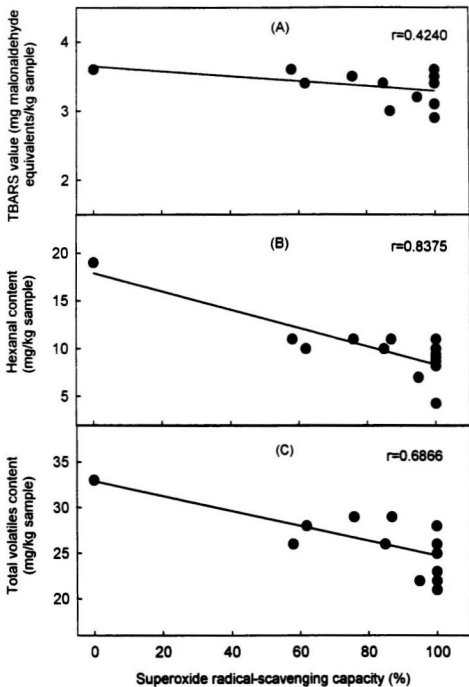 (A)
r=0.4240
TBARS value (mg malonaldehyde
equivalents/kg sample)
4
3
2
(B)
r=0.8375
Hexanal content
(mg/kg sample)
20
15
10
5
(C)
r=0.6866
Total volatiles content
(mg/kg sample)
35
30
25
20
0 20 40 60 80 100
Superoxide radical-scavenging capacity (%)